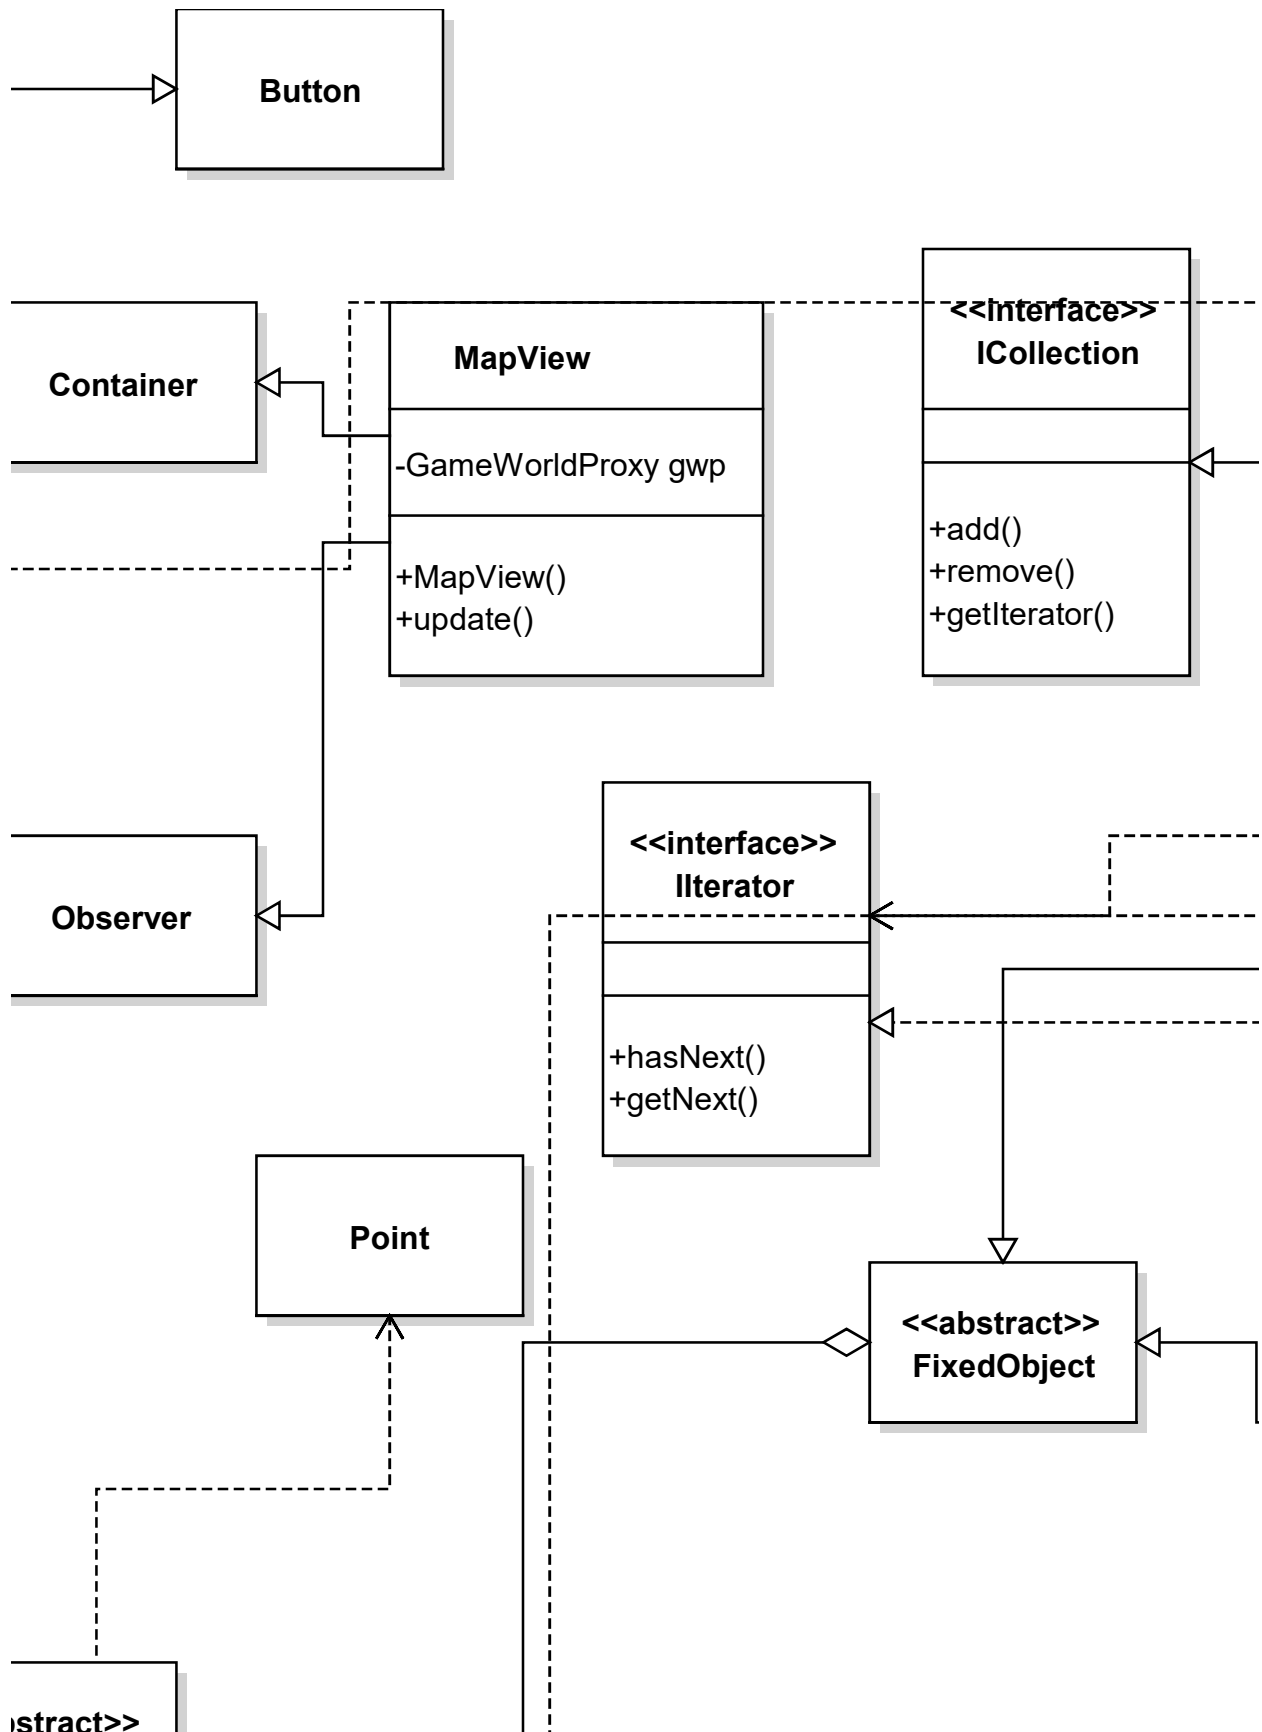 Button
<<interface>>
ICollection
Container
MapView
-GameWorldProxy gwp
+MapView()
+update()
+add()
+remove()
+getIterator()
<<interface>>
IIterator
+hasNext()
+getNext()
Observer
Point
<<abstract>>
FixedObject